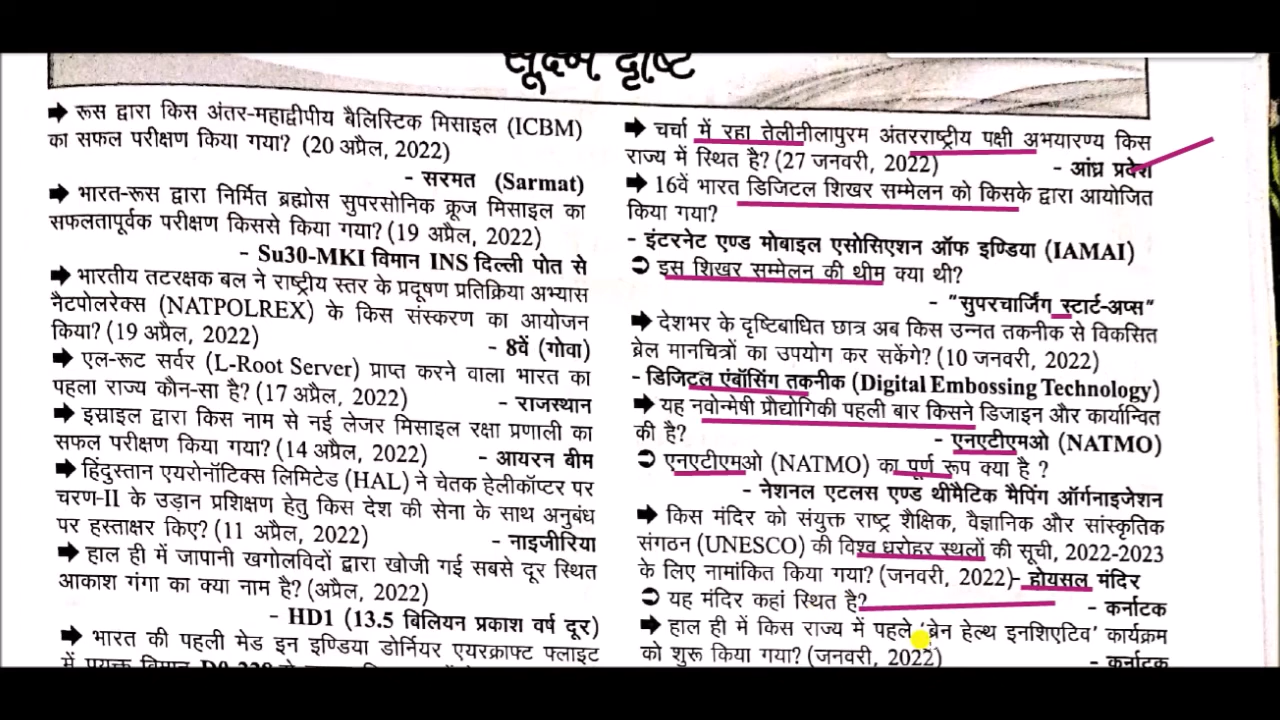 सूक्ष्म दृष्टि
➡ रूस द्वारा किस अंतर-महाद्वीपीय बैलिस्टिक मिसाइल (ICBM)
का सफल परीक्षण किया गया? (20 अप्रैल, 2022)
- सरमत (Sarmat)
➡ भारत-रूस द्वारा निर्मित ब्रह्मोस सुपरसोनिक क्रूज मिसाइल का
सफलतापूर्वक परीक्षण किससे किया गया? (19 अप्रैल, 2022)
- Su30-MKI विमान INS दिल्ली पोत से
➡ भारतीय तटरक्षक बल ने राष्ट्रीय स्तर के प्रदूषण प्रतिक्रिया अभ्यास
नैटपोलरेक्स (NATPOLREX) के किस संस्करण का आयोजन
किया? (19 अप्रैल, 2022)
- 8वें (गोवा)
➡ एल-रूट सर्वर (L-Root Server) प्राप्त करने वाला भारत का
पहला राज्य कौन-सा है? (17 अप्रैल, 2022)
- राजस्थान
➡ इस्राइल द्वारा किस नाम से नई लेजर मिसाइल रक्षा प्रणाली का
सफल परीक्षण किया गया? (14 अप्रैल, 2022)
- आयरन बीम
➡ हिंदुस्तान एयरोनॉटिक्स लिमिटेड (HAL) ने चेतक हेलीकॉप्टर पर
चरण-II के उड़ान प्रशिक्षण हेतु किस देश की सेना के साथ अनुबंध
पर हस्ताक्षर किए? (11 अप्रैल, 2022)
- नाइजीरिया
➡ हाल ही में जापानी खगोलविदों द्वारा खोजी गई सबसे दूर स्थित
आकाश गंगा का क्या नाम है? (अप्रैल, 2022)
- HD1 (13.5 बिलियन प्रकाश वर्ष दूर)
➡ भारत की पहली मेड इन इण्डिया डोर्नियर एयरक्राफ्ट फ्लाइट
➡ चर्चा में रहा तेलीनीलापुरम अंतरराष्ट्रीय पक्षी अभयारण्य किस
राज्य में स्थित है? (27 जनवरी, 2022)
- आंध्र प्रदेश
➡ 16वें भारत डिजिटल शिखर सम्मेलन को किसके द्वारा आयोजित
किया गया?
- इंटरनेट एण्ड मोबाइल एसोसिएशन ऑफ इण्डिया (IAMAI)
➲ इस शिखर सम्मेलन की थीम क्या थी?
- "सुपरचार्जिंग स्टार्ट-अप्स"
➡ देशभर के दृष्टिबाधित छात्र अब किस उन्नत तकनीक से विकसित
ब्रेल मानचित्रों का उपयोग कर सकेंगे? (10 जनवरी, 2022)
- डिजिटल एंबॉसिंग तकनीक (Digital Embossing Technology)
➡ यह नवोन्मेषी प्रौद्योगिकी पहली बार किसने डिजाइन और कार्यान्वित
की है?
- एनएटीएमओ (NATMO)
➲ एनएटीएमओ (NATMO) का पूर्ण रूप क्या है ?
- नेशनल एटलस एण्ड थीमैटिक मैपिंग ऑर्गनाइजेशन
➡ किस मंदिर को संयुक्त राष्ट्र शैक्षिक, वैज्ञानिक और सांस्कृतिक
संगठन (UNESCO) की विश्व धरोहर स्थलों की सूची, 2022-2023
के लिए नामांकित किया गया? (जनवरी, 2022)- होयसल मंदिर
➲ यह मंदिर कहां स्थित है?
- कर्नाटक
➡ हाल ही में किस राज्य में पहले 'ब्रेन हेल्थ इनशिएटिव' कार्यक्रम
को शुरू किया गया? (जनवरी, 2022)
- कर्नाटक